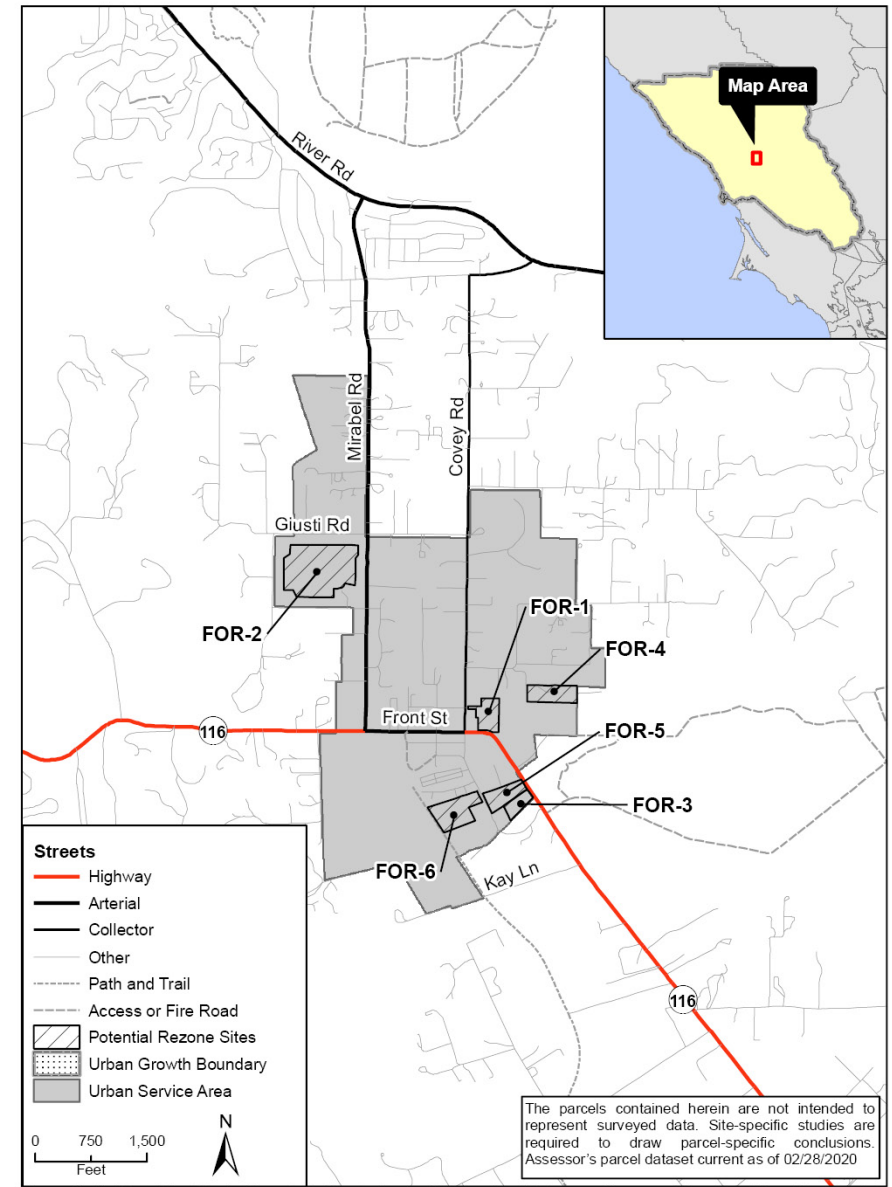 Map Area
River Rd
Mirabel Rd
Covey Rd
Giusti Rd
FOR-1
FOR-2
FOR-4
Front St
116
FOR-5
FOR-3
FOR-6
Kay Ln
116
Streets
Highway
Arterial
Collector
Other
Path and Trail
Access or Fire Road
Potential Rezone Sites
Urban Growth Boundary
Urban Service Area
N
0 750 1,500
Feet
The parcels contained herein are not intended to
represent surveyed data. Site-specific studies are
required to draw parcel-specific conclusions.
Assessor's parcel dataset current as of 02/28/2020